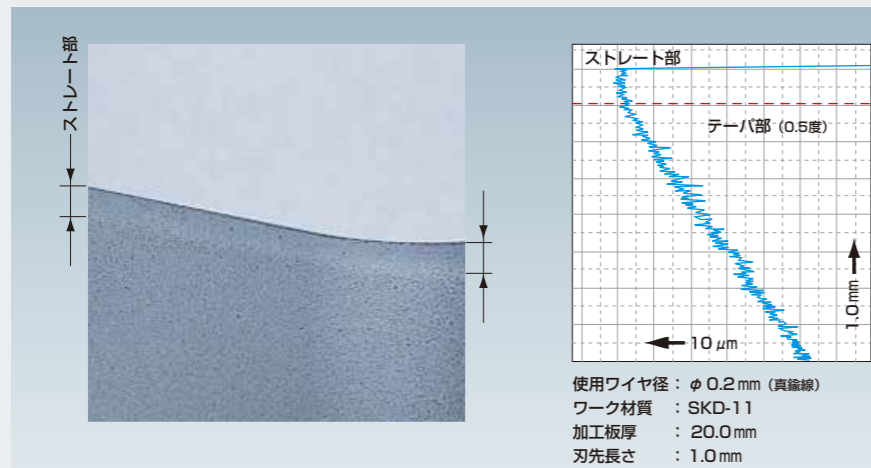 ストレート部
ストレート部
テーパ部（0.5度）
1.0mm
10 μm
使用ワイヤ径：φ0.2mm（真鍮線）
ワーク材質　：SKD-11
加工板厚　　：20.0mm
刃先長さ　　：1.0mm